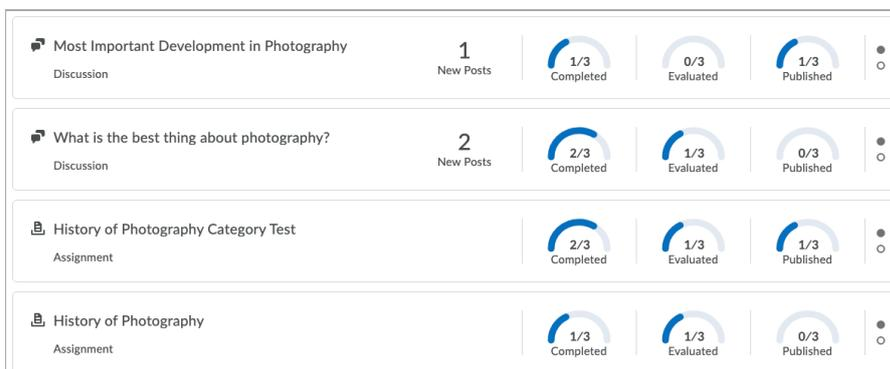 Most Important Development in Photography
Discussion
1
New Posts
1/3
Completed
0/3
Evaluated
1/3
Published
What is the best thing about photography?
Discussion
2
New Posts
2/3
Completed
1/3
Evaluated
0/3
Published
History of Photography Category Test
Assignment
2/3
Completed
1/3
Evaluated
1/3
Published
History of Photography
Assignment
1/3
Completed
1/3
Evaluated
0/3
Published